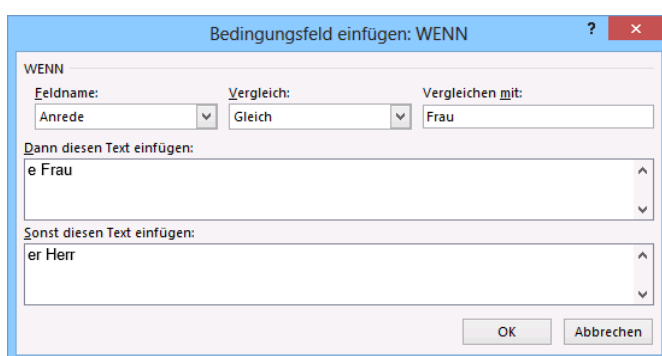 Bedingungsfeld einfügen: WENN ? ×
WENN
Feldname: Vergleich: Vergleichen mit:
Anrede Gleich Frau
Dann diesen Text einfügen:
e Frau
Sonst diesen Text einfügen:
er Herr
OK Abbrechen